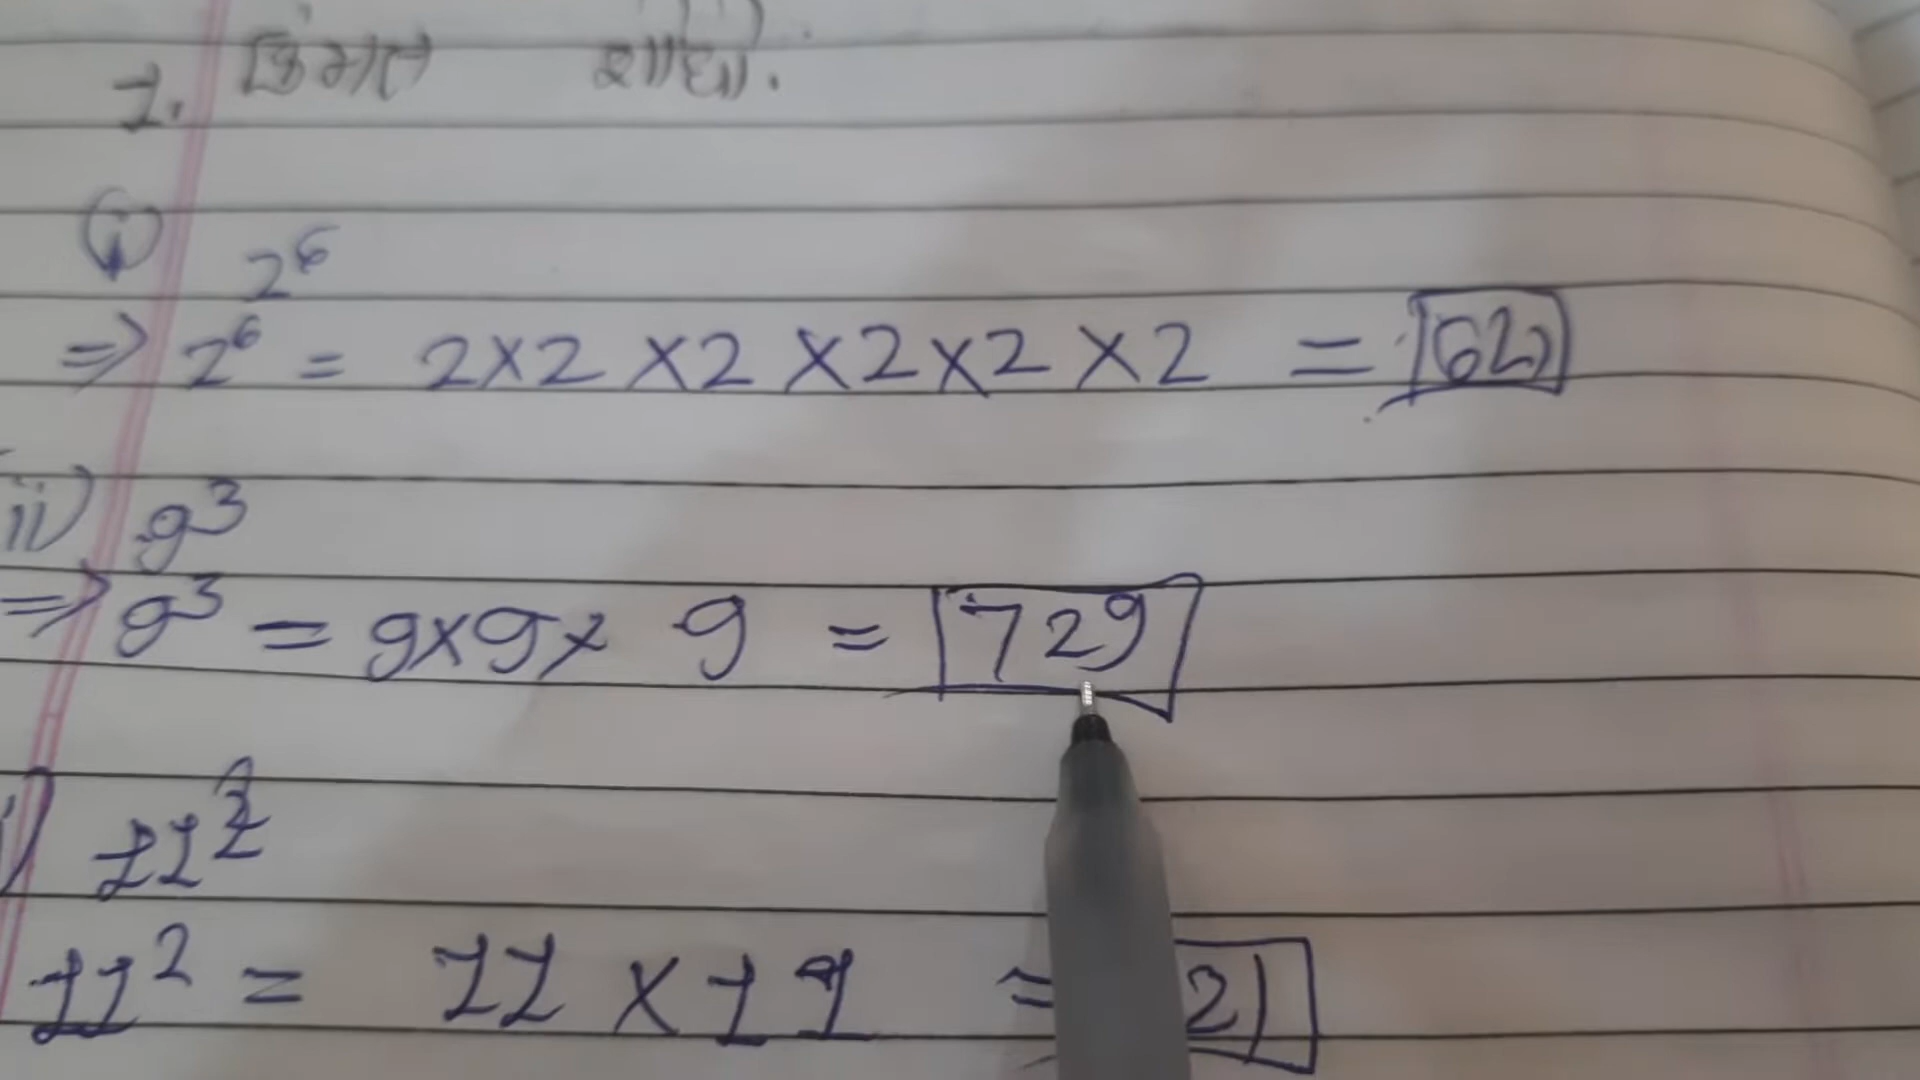 1. किंमत शोधा.
i) 2⁶
⇒ 2⁶ = 2×2×2×2×2×2 =
ii) 9³
⇒ 9³ = 9×9×9 = 729
) 11²
11² = 11 × 11 = 21